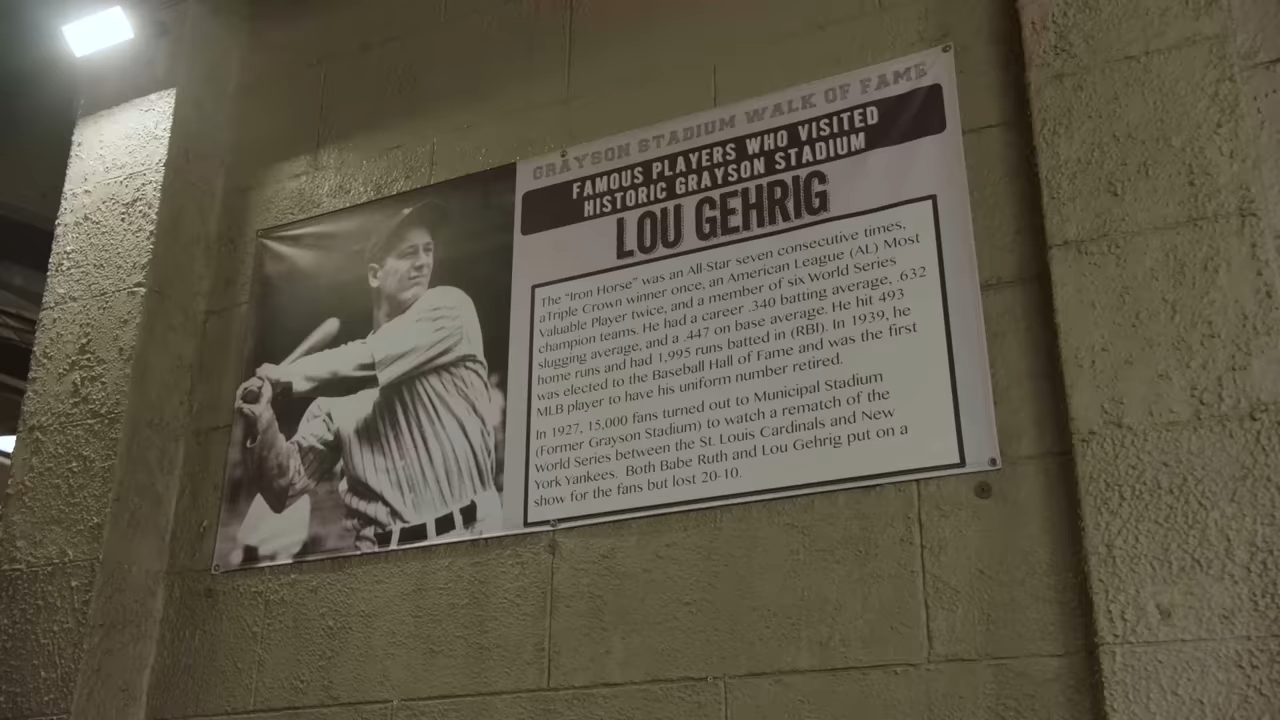 GRAYSON STADIUM WALK OF FAME
FAMOUS PLAYERS WHO VISITED
HISTORIC GRAYSON STADIUM
LOU GEHRIG
The "Iron Horse" was an All-Star seven consecutive times,
aTriple Crown winner once, an American League (AL) Most
Valuable Player twice, and a member of six World Series
champion teams. He had a career .340 batting average, .632
slugging average, and a .447 on base average. He hit 493
home runs and had 1,995 runs batted in (RBI). In 1939, he
was elected to the Baseball Hall of Fame and was the first
MLB player to have his uniform number retired.
In 1927, 15,000 fans turned out to Municipal Stadium
(Former Grayson Stadium) to watch a rematch of the
World Series between the St. Louis Cardinals and New
York Yankees. Both Babe Ruth and Lou Gehrig put on a
show for the fans but lost 20-10.